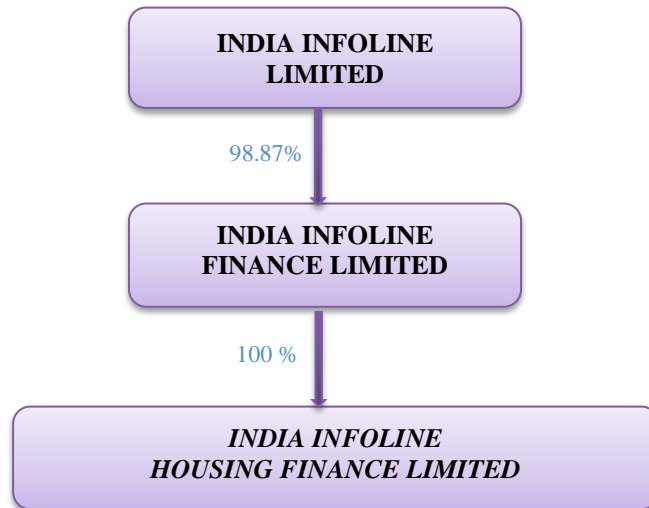 INDIA INFOLINE
LIMITED
98.87%
INDIA INFOLINE
FINANCE LIMITED
100 %
INDIA INFOLINE
HOUSING FINANCE LIMITED